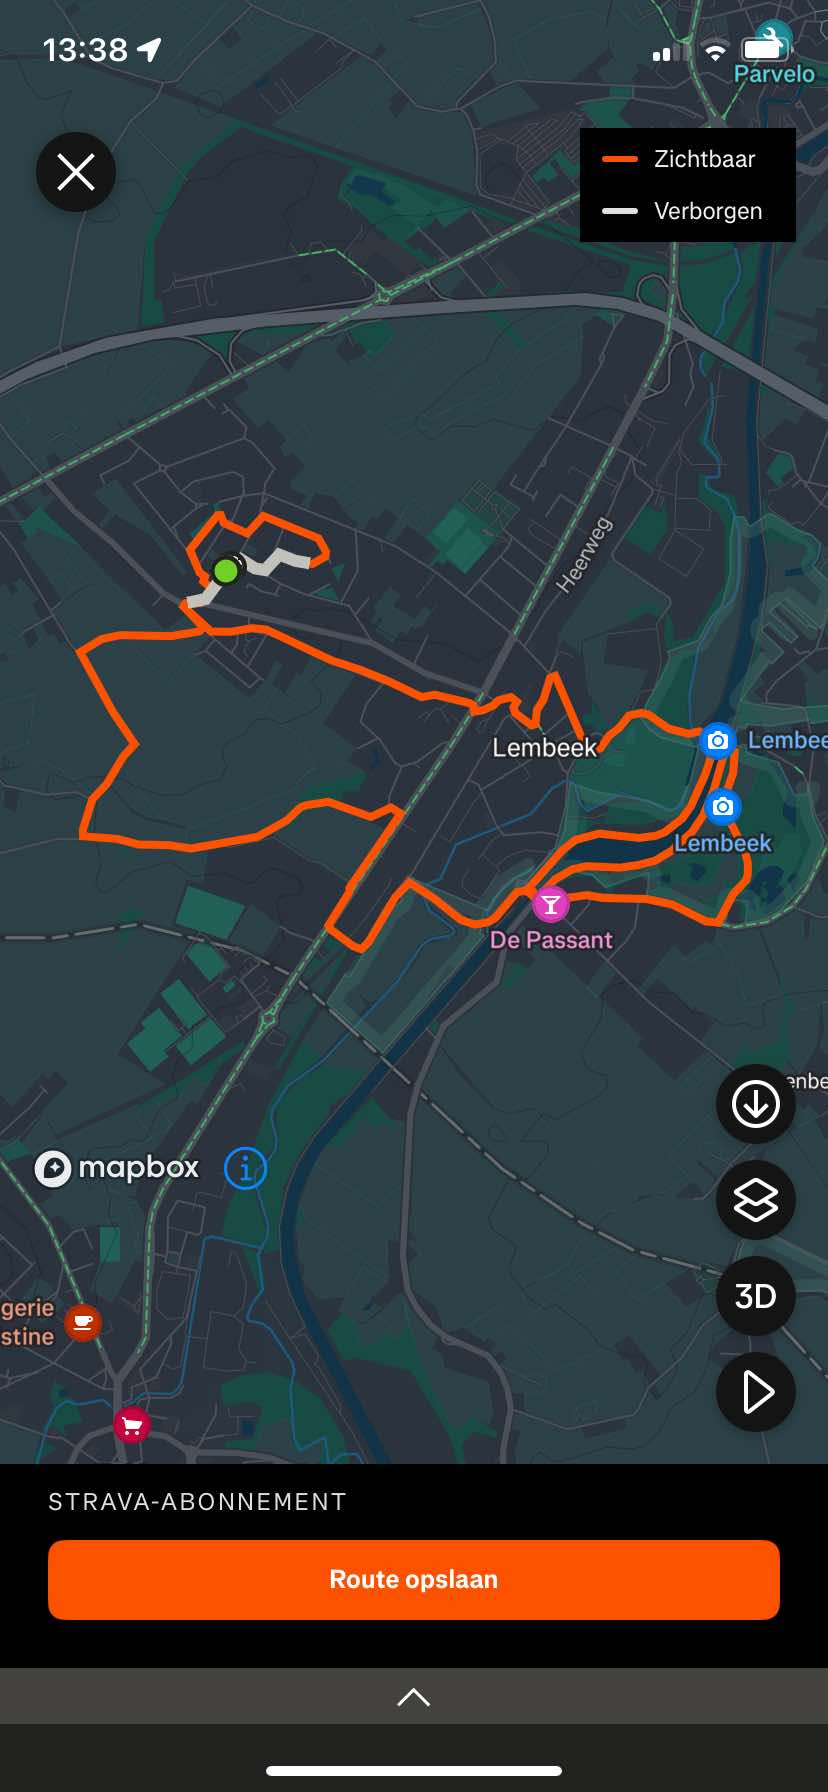 13:38
Parvelo
Zichtbaar
Verborgen
Heerweg
Lembeek
Lembee
Lembeek
De Passant
enbe
mapbox
gerie
stine
3D
STRAVA-ABONNEMENT
Route opslaan